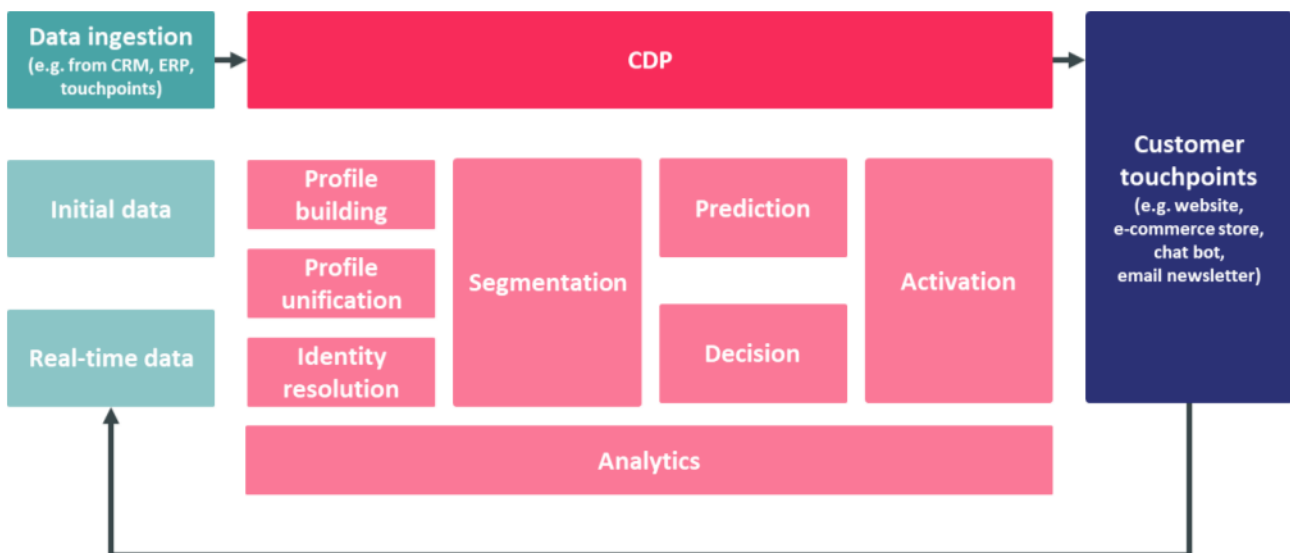 Data ingestion
(e.g. from CRM, ERP,
touchpoints)
CDP
Customer
touchpoints
(e.g. website,
e-commerce store,
chat bot,
email newsletter)
Initial data
Real-time data
Profile
building
Profile
unification
Identity
resolution
Segmentation
Prediction
Decision
Activation
Analytics